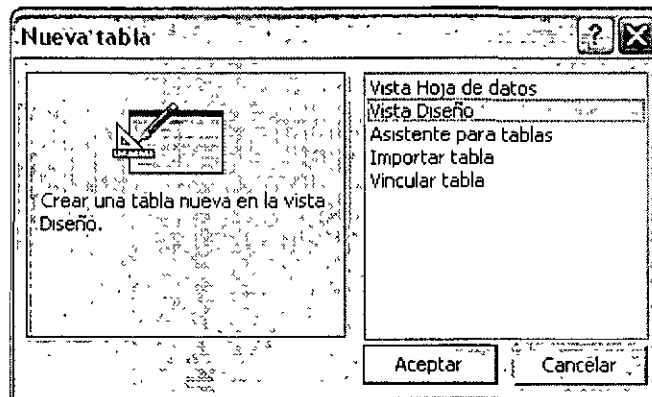 Nueva tabla
?
Vista Hoja de datos
Vista Diseño
Asistente para tablas
Importar tabla
Vincular tabla
Crear una tabla nueva en la vista
Diseño.
Aceptar
Cancelar